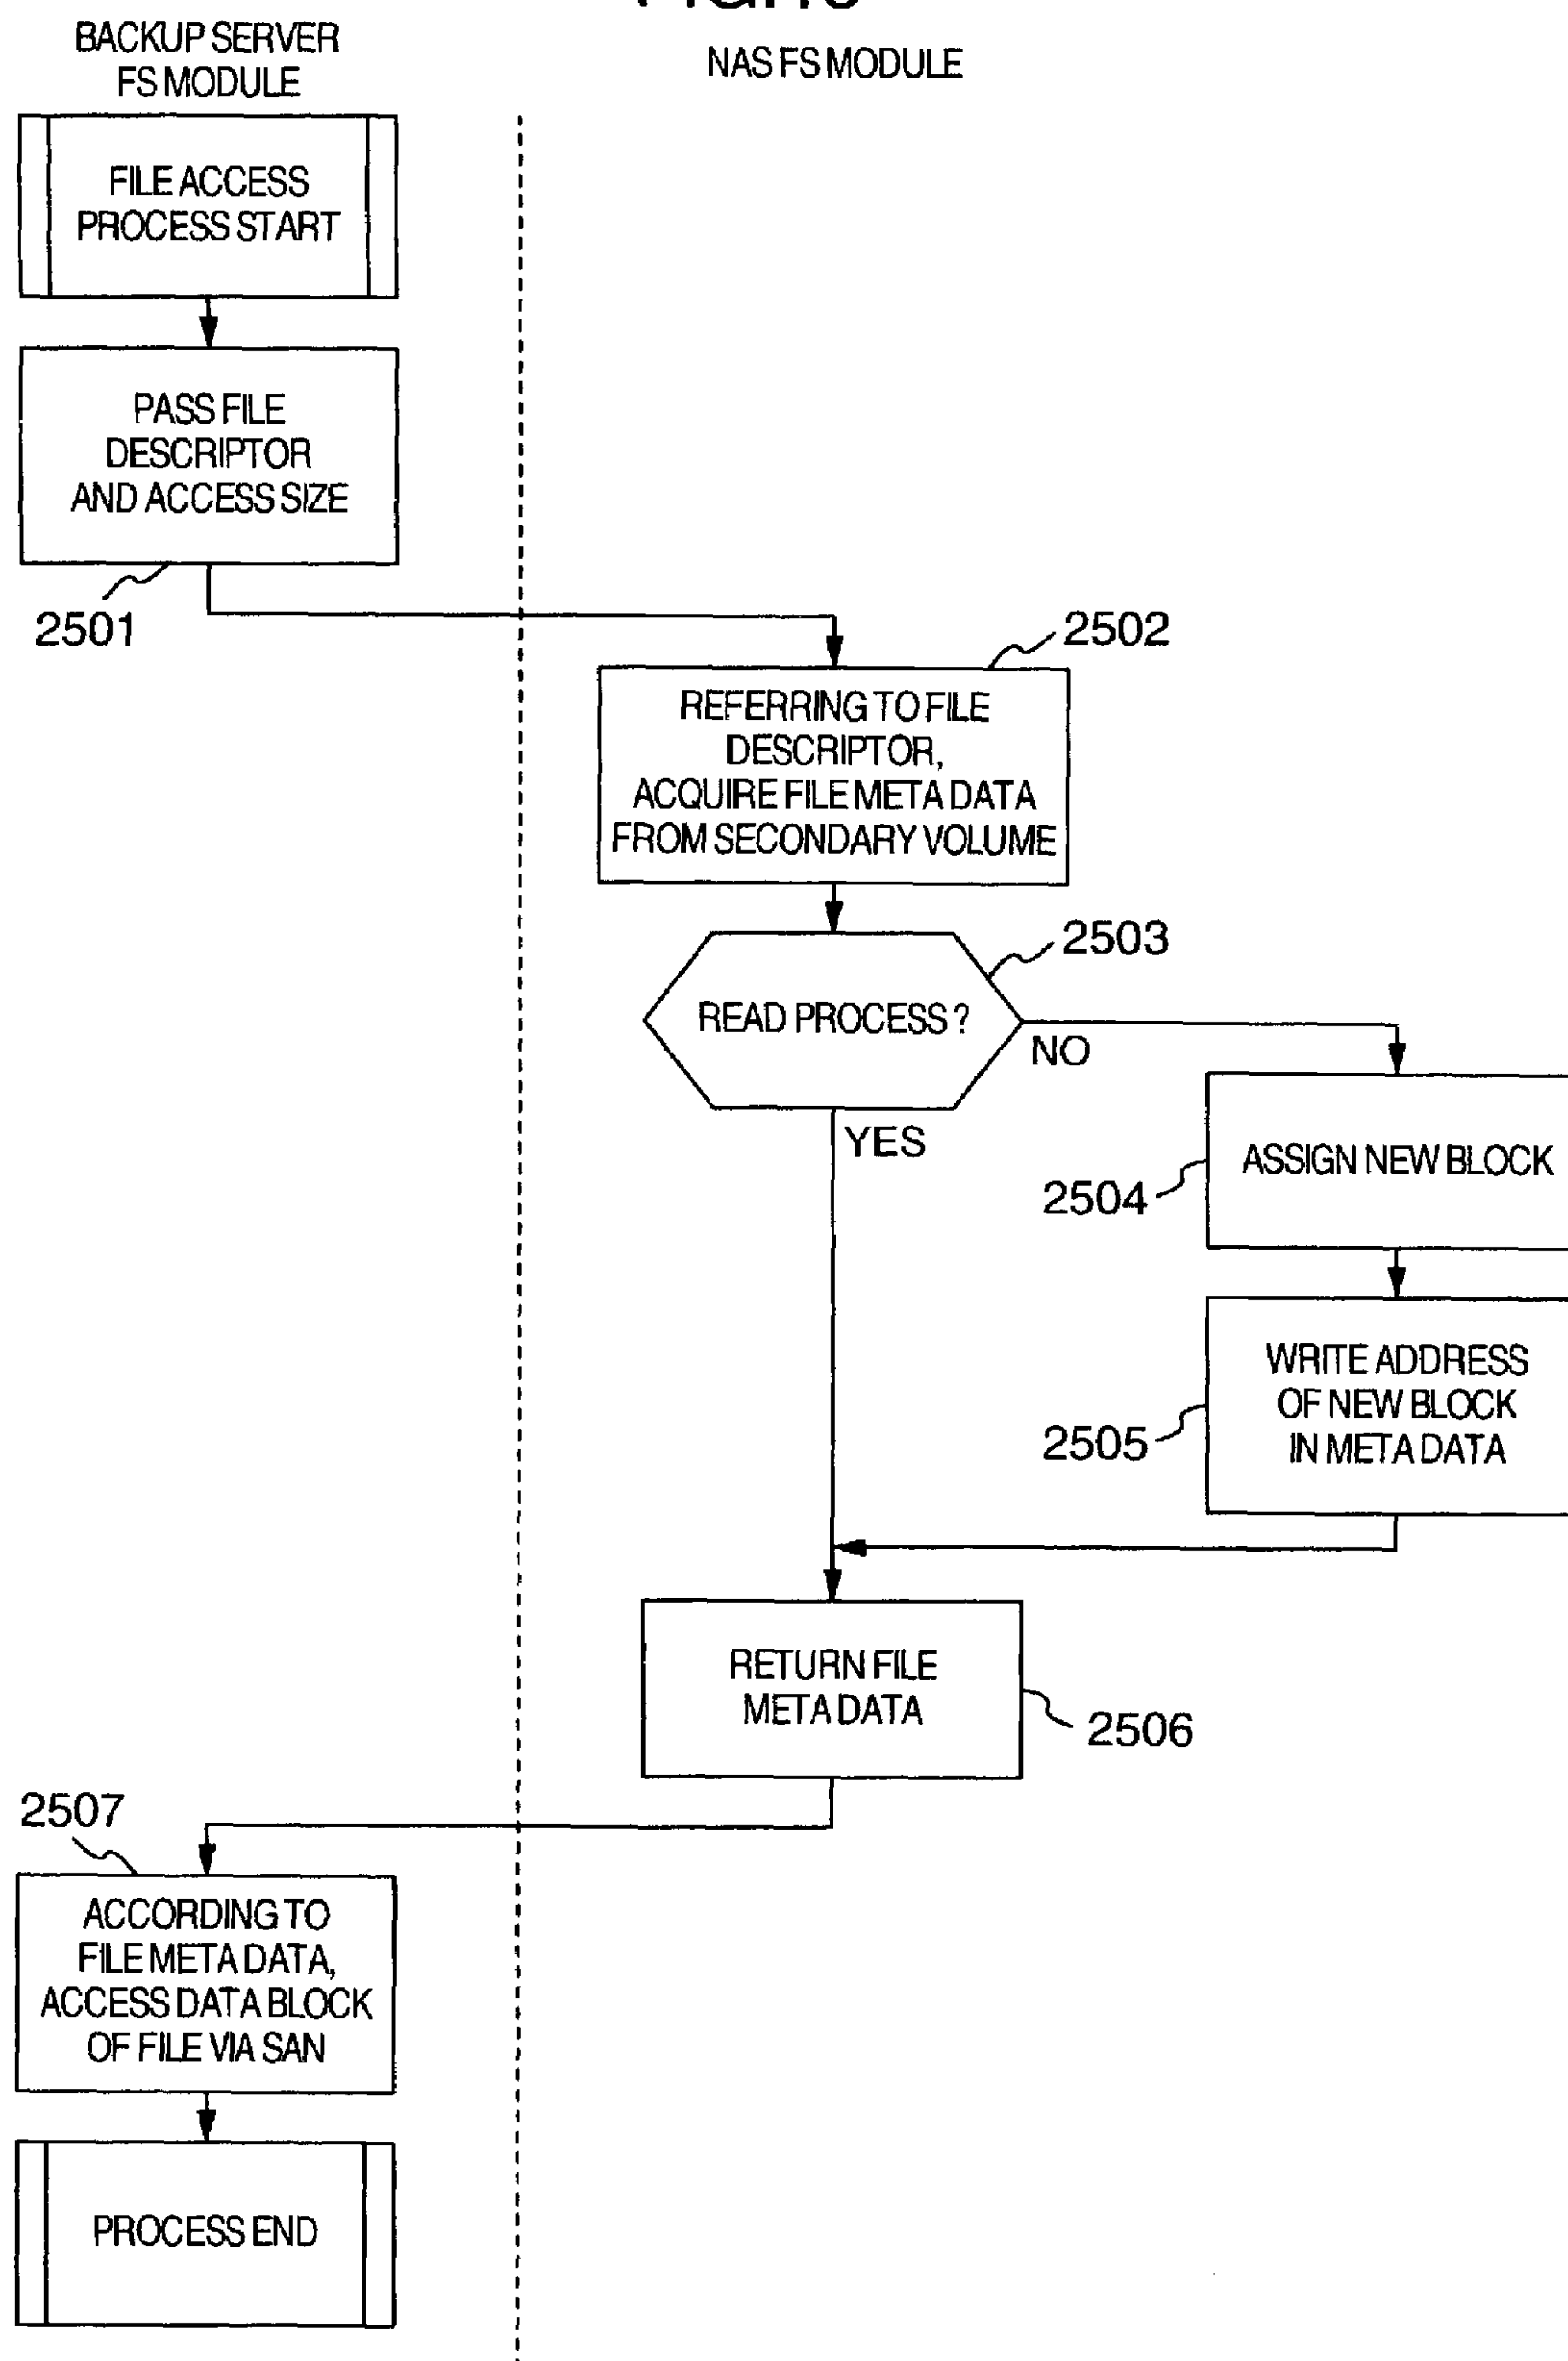 BACKUP SERVER
FS MODULE
NAS FS MODULE
FILE ACCESS
PROCESS START
PASS FILE
DESCRIPTOR
AND ACCESS SIZE
2501
2502
REFERRING TO FILE
DESCRIPTOR,
ACQUIRE FILE META DATA
FROM SECONDARY VOLUME
2503
READ PROCESS?
NO
YES
ASSIGN NEW BLOCK
2504
WRITE ADDRESS
OF NEW BLOCK
IN META DATA
2505
RETURN FILE
META DATA
2506
2507
ACCORDING TO
FILE META DATA,
ACCESS DATA BLOCK
OF FILE VIA SAN
PROCESS END